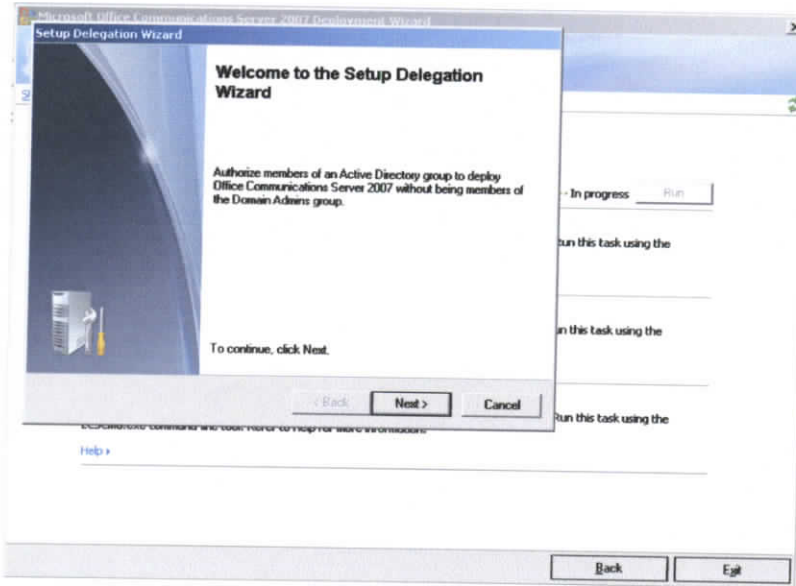 Microsoft Office Communications Server 2007 Deployment Wizard
Setup Delegation Wizard
Welcome to the Setup Delegation
Wizard
Authorize members of an Active Directory group to deploy
Office Communications Server 2007 without being members of
the Domain Admins group.
In progress
Run
Run this task using the
un this task using the
To continue, click Next.
< Back
Next >
Cancel
Run this task using the
Help
Back
Exit